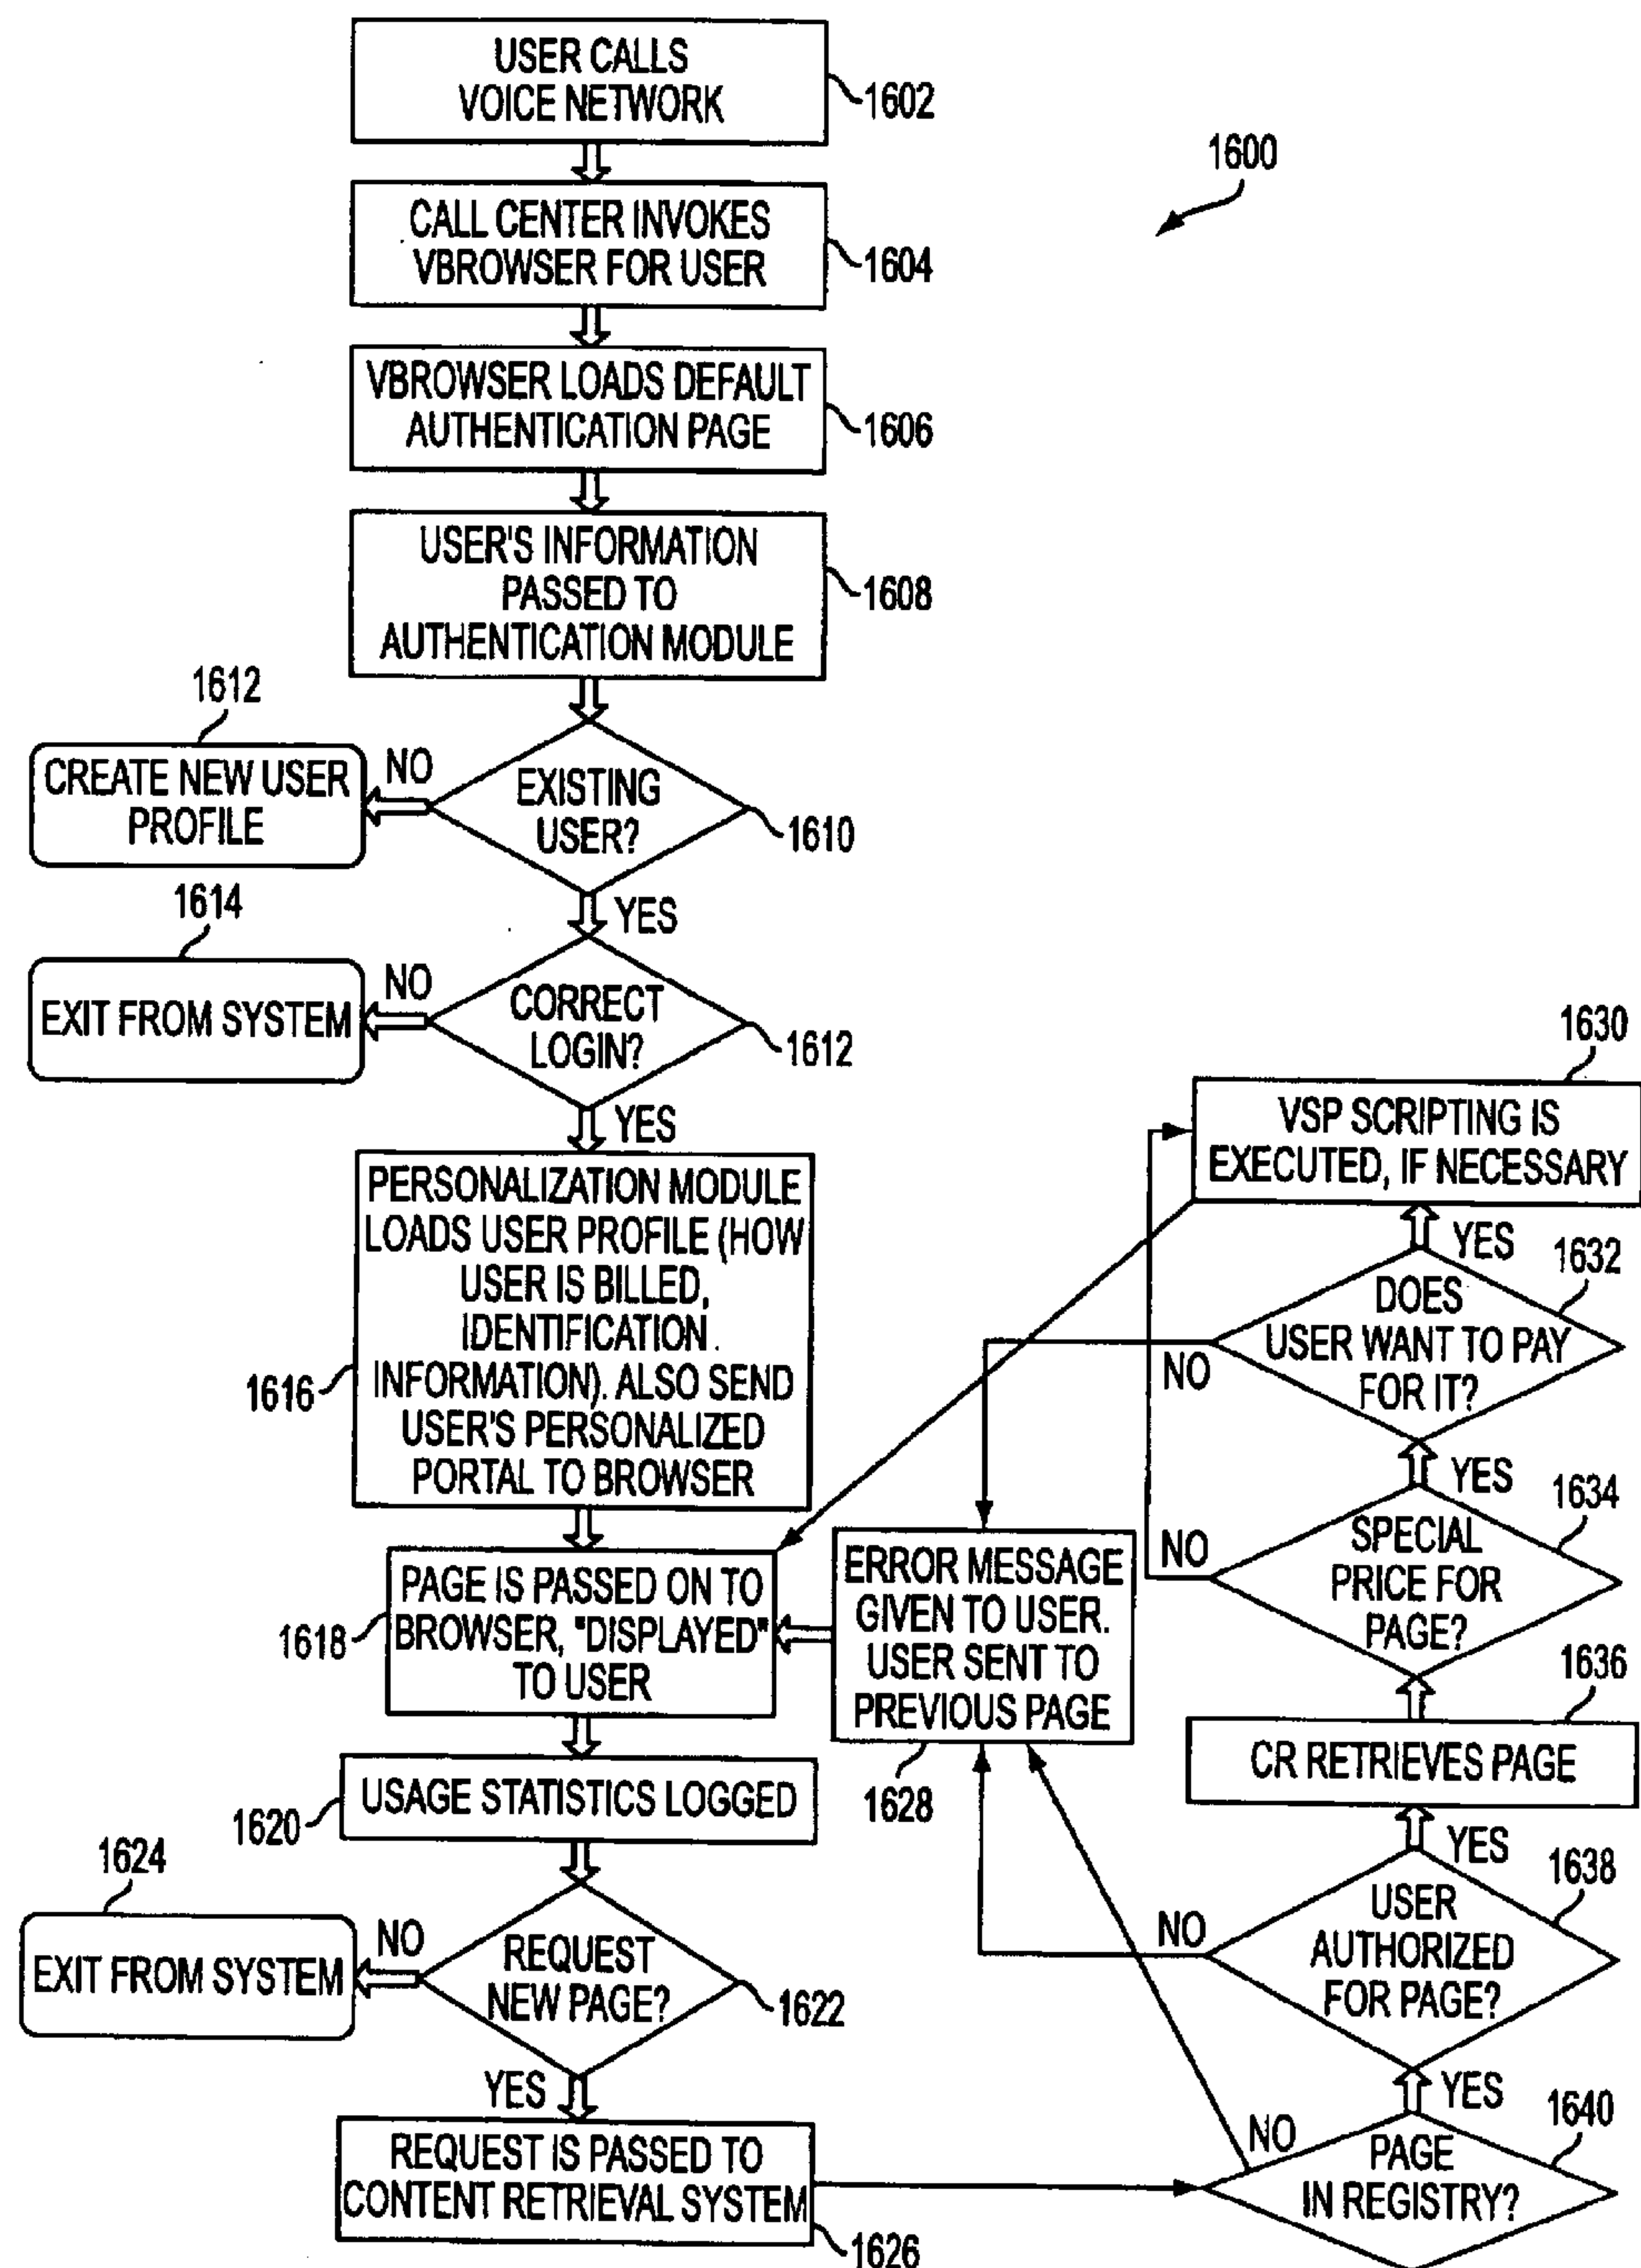 USER CALLS
VOICE NETWORK
1602
1600
CALL CENTER INVOKES
VBROWSER FOR USER
1604
VBROWSER LOADS DEFAULT
AUTHENTICATION PAGE
1606
USER'S INFORMATION
PASSED TO
AUTHENTICATION MODULE
1608
1612
CREATE NEW USER
PROFILE
NO
EXISTING
USER?
1610
YES
1614
EXIT FROM SYSTEM
NO
CORRECT
LOGIN?
1612
YES
PERSONALIZATION MODULE
LOADS USER PROFILE (HOW
USER IS BILLED,
IDENTIFICATION
INFORMATION). ALSO SEND
USER'S PERSONALIZED
PORTAL TO BROWSER
1616
PAGE IS PASSED ON TO
BROWSER, "DISPLAYED"
TO USER
1618
USAGE STATISTICS LOGGED
1620
1624
EXIT FROM SYSTEM
NO
REQUEST
NEW PAGE?
1622
YES
REQUEST IS PASSED TO
CONTENT RETRIEVAL SYSTEM
1626
ERROR MESSAGE
GIVEN TO USER.
USER SENT TO
PREVIOUS PAGE
1628
1630
VSP SCRIPTING IS
EXECUTED, IF NECESSARY
YES
1632
DOES
USER WANT TO PAY
FOR IT?
NO
YES
1634
SPECIAL
PRICE FOR
PAGE?
NO
1636
CR RETRIEVES PAGE
YES
1638
USER
AUTHORIZED
FOR PAGE?
NO
YES
1640
PAGE
IN REGISTRY?
NO